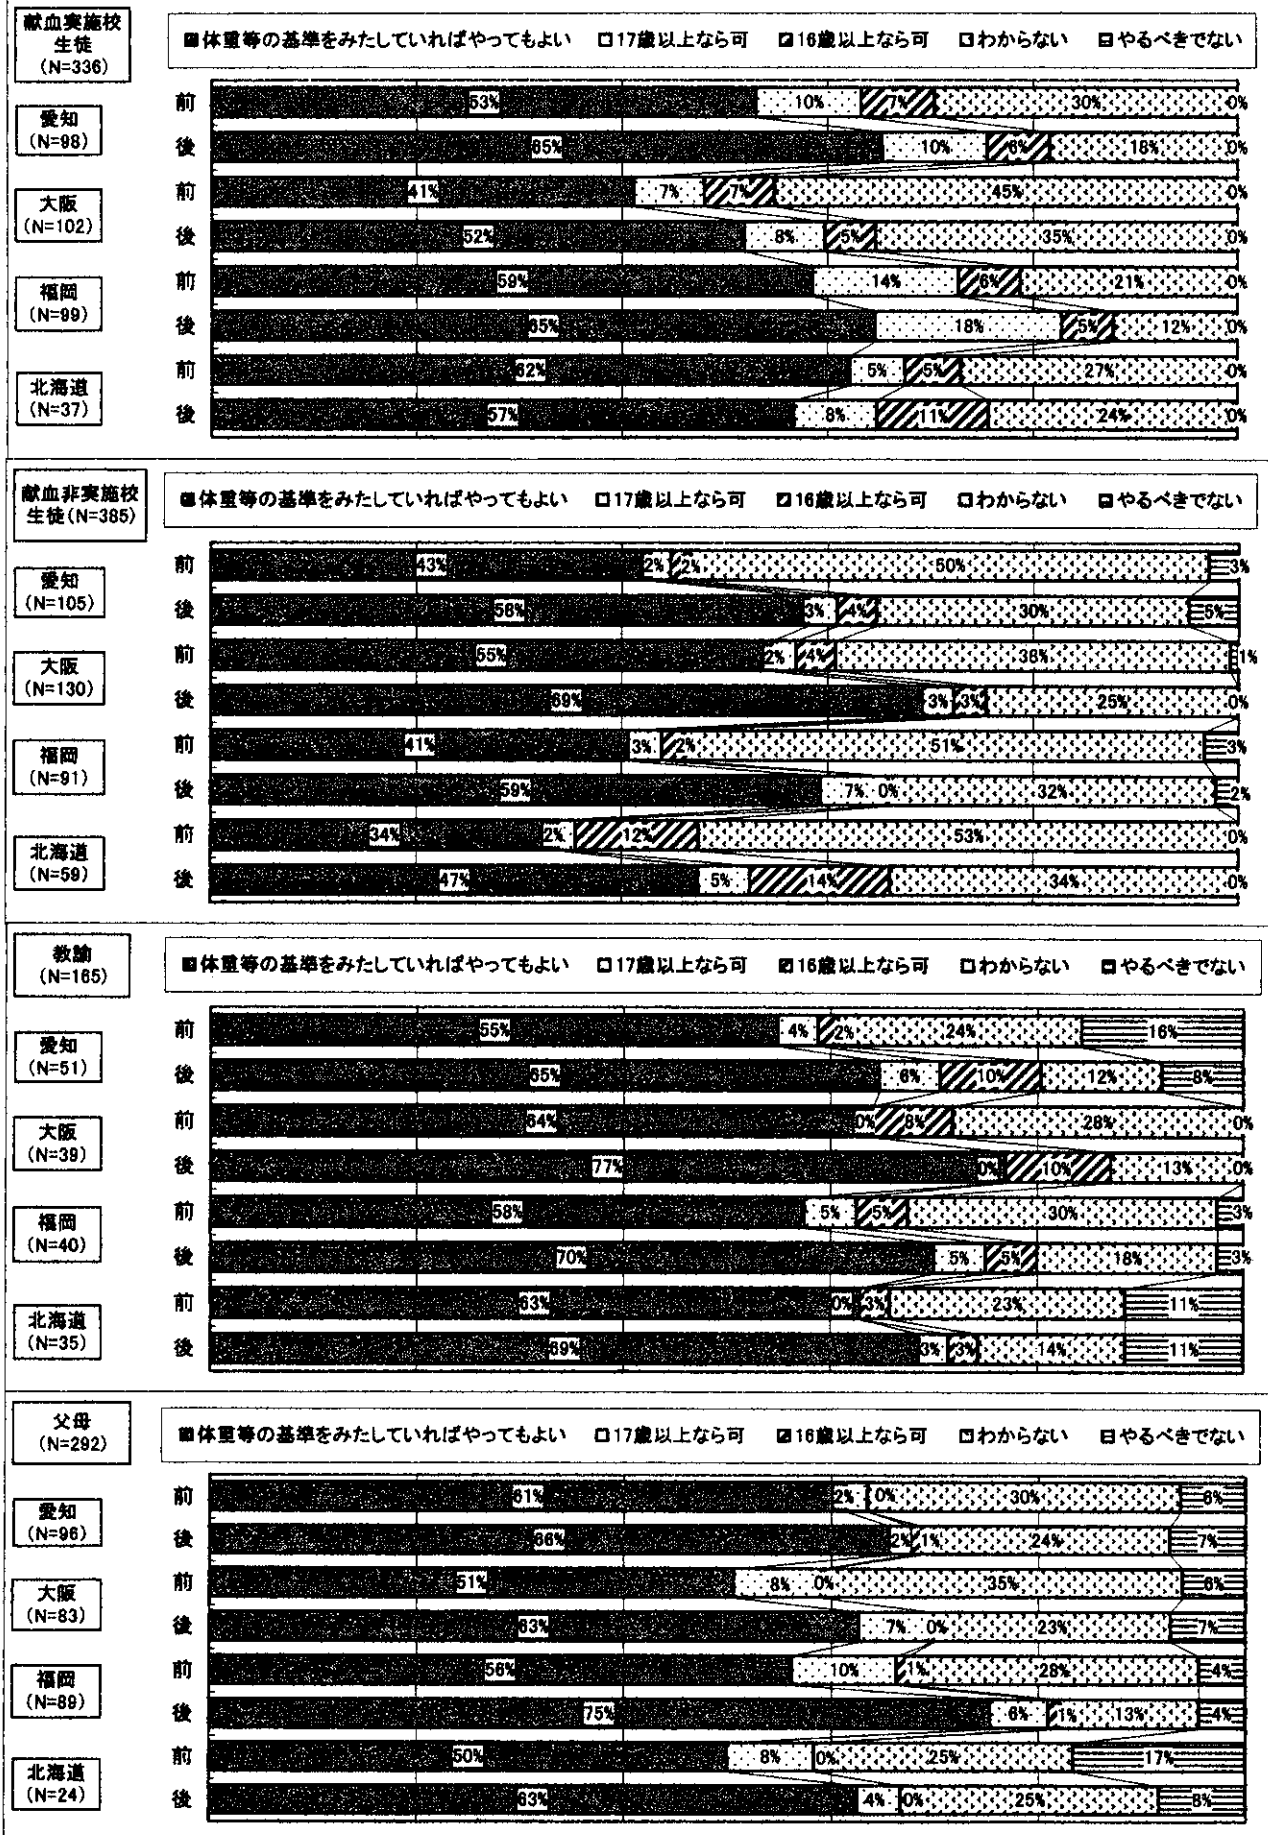 献血実施校
生徒
(N=336)
■体重等の基準をみたしていればやってもよい □17歳以上なら可 ▨16歳以上なら可 □わからない ▤やるべきでない
愛知
(N=98)
前 53% 10% 7% 30% 0%
後 65% 10% 6% 18% 0%
大阪
(N=102)
前 41% 7% 7% 45% 0%
後 52% 8% 5% 35% 0%
福岡
(N=99)
前 59% 14% 6% 21% 0%
後 65% 18% 5% 12% 0%
北海道
(N=37)
前 62% 5% 5% 27% 0%
後 57% 8% 11% 24% 0%
献血非実施校
生徒(N=385)
■体重等の基準をみたしていればやってもよい □17歳以上なら可 ▨16歳以上なら可 □わからない ▤やるべきでない
愛知
(N=105)
前 43% 2% 2% 50% 3%
後 3% 4% 30% 5%
大阪
(N=130)
前 55% 2% 4% 1%
後 69% 3% 3% 25% 0%
福岡
(N=91)
前 41% 3% 2% 51% 3%
後 59% 7% 0% 32% 2%
北海道
(N=59)
前 34% 2% 12% 53% 0%
後 47% 5% 14% 34% 0%
教諭
(N=165)
■体重等の基準をみたしていればやってもよい □17歳以上なら可 ▨16歳以上なら可 □わからない ▤やるべきでない
愛知
(N=51)
前 55% 4% 2% 24% 16%
後 65% 6% 10% 12% 8%
大阪
(N=39)
前 64% 0% 8% 28% 0%
後 77% 0% 10% 13% 0%
福岡
(N=40)
前 58% 5% 5% 30% 3%
後 70% 5% 5% 18% 3%
北海道
(N=35)
前 63% 0% 3% 23% 11%
後 69% 3% 3% 14% 11%
父母
(N=292)
■体重等の基準をみたしていればやってもよい □17歳以上なら可 ▨16歳以上なら可 □わからない ▤やるべきでない
愛知
(N=96)
前 61% 2% 0% 30% 6%
後 66% 2% 1% 24% 7%
大阪
(N=83)
前 51% 8% 0% 35% 6%
後 63% 7% 0% 23% 7%
福岡
(N=89)
前 56% 10% 1% 28% 4%
後 75% 6% 1% 13% 4%
北海道
(N=24)
前 50% 8% 0% 25% 17%
後 63% 4% 0% 25% 8%